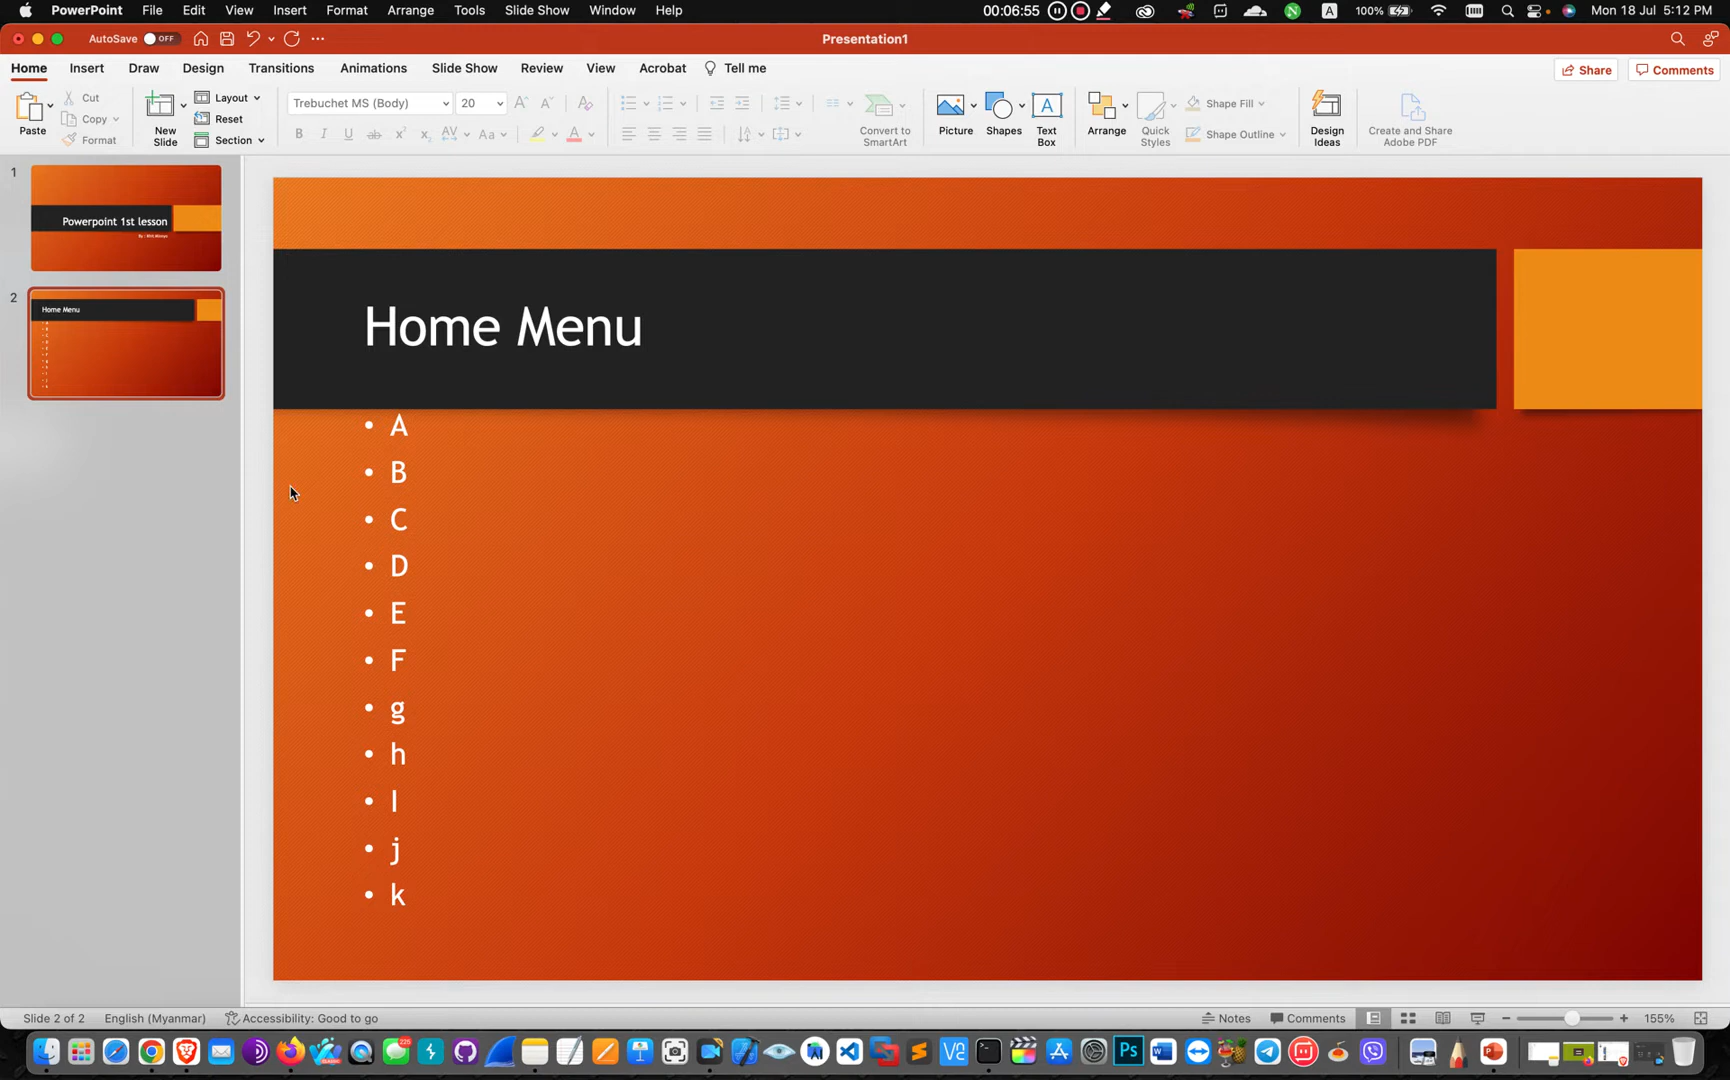 PowerPoint File Edit View Insert Format Arrange Tools Slide Show Window Help 00:06:55 A 100% Mon 18 Jul 5:12 PM
AutoSave OFF Presentation1
Home Insert Draw Design Transitions Animations Slide Show Review View Acrobat Tell me Share Comments
Paste
Cut
Copy
Format
New
Slide
Layout
Reset
Section
Trebuchet MS (Body) 20
Convert to
SmartArt
Picture
Shapes
Text
Box
Arrange
Quick
Styles
Shape Fill
Shape Outline
Design
Ideas
Create and Share
Adobe PDF
1
Powerpoint 1st lesson
2
Home Menu
Home Menu
• A
• B
• C
• D
• E
• F
• g
• h
• I
• j
• k
Slide 2 of 2 English (Myanmar) Accessibility: Good to go Notes Comments 155%
225
Ps